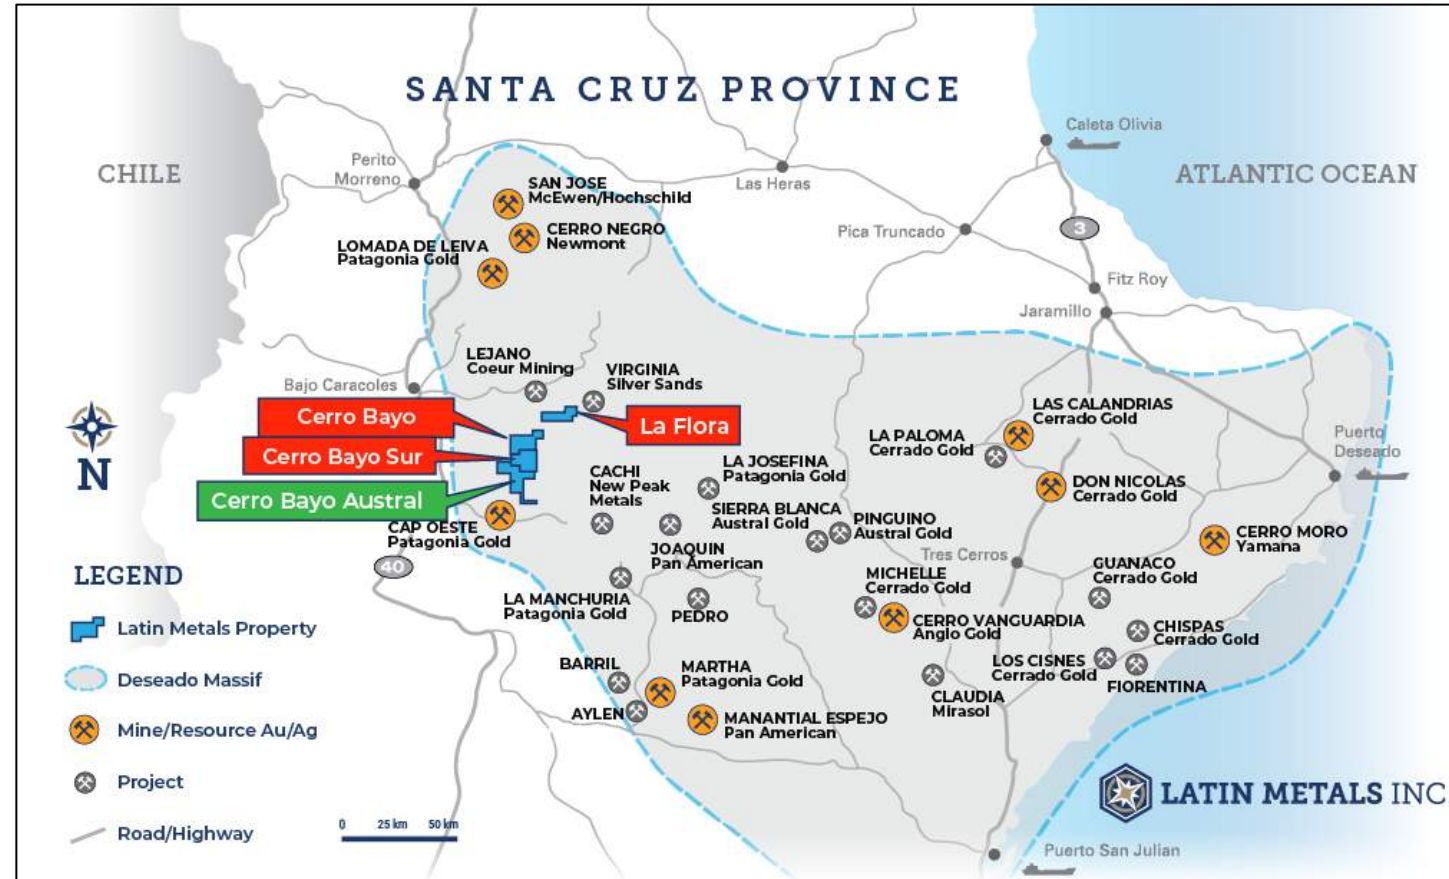 SANTA CRUZ PROVINCE
CHILE
ATLANTIC OCEAN
Caleta Olivia
Perito
Morreno
Las Heras
Pica Truncado
3
Fitz Roy
Jaramillo
SAN JOSE
McEwen/Hochschild
CERRO NEGRO
Newmont
LOMADA DE LEIVA
Patagonia Gold
LEJANO
Coeur Mining
VIRGINIA
Silver Sands
Bajo Caracoles
Cerro Bayo
La Flora
Cerro Bayo Sur
Cerro Bayo Austral
N
CAP OESTE
Patagonia Gold
40
CACHI
New Peak
Metals
LA JOSEFINA
Patagonia Gold
SIERRA BLANCA
Austral Gold
PINGUINO
Austral Gold
JOAQUIN
Pan American
LA MANCHURIA
Patagonia Gold
PEDRO
LAS CALANDRIAS
Cerrado Gold
LA PALOMA
Cerrado Gold
DON NICOLAS
Cerrado Gold
Puerto
Deseado
CERRO MORO
Yamana
Tres Cerros
GUANACO
Cerrado Gold
MICHELLE
Cerrado Gold
CERRO VANGUARDIA
Anglo Gold
CHISPAS
Cerrado Gold
LOS CISNES
Cerrado Gold
FIORENTINA
CLAUDIA
Mirasol
BARRIL
MARTHA
Patagonia Gold
AYLEN
MANANTIAL ESPEJO
Pan American
Puerto San Julian
LEGEND
Latin Metals Property
Deseado Massif
Mine/Resource Au/Ag
Project
Road/Highway
0 25 km 50 km
LATIN METALS INC